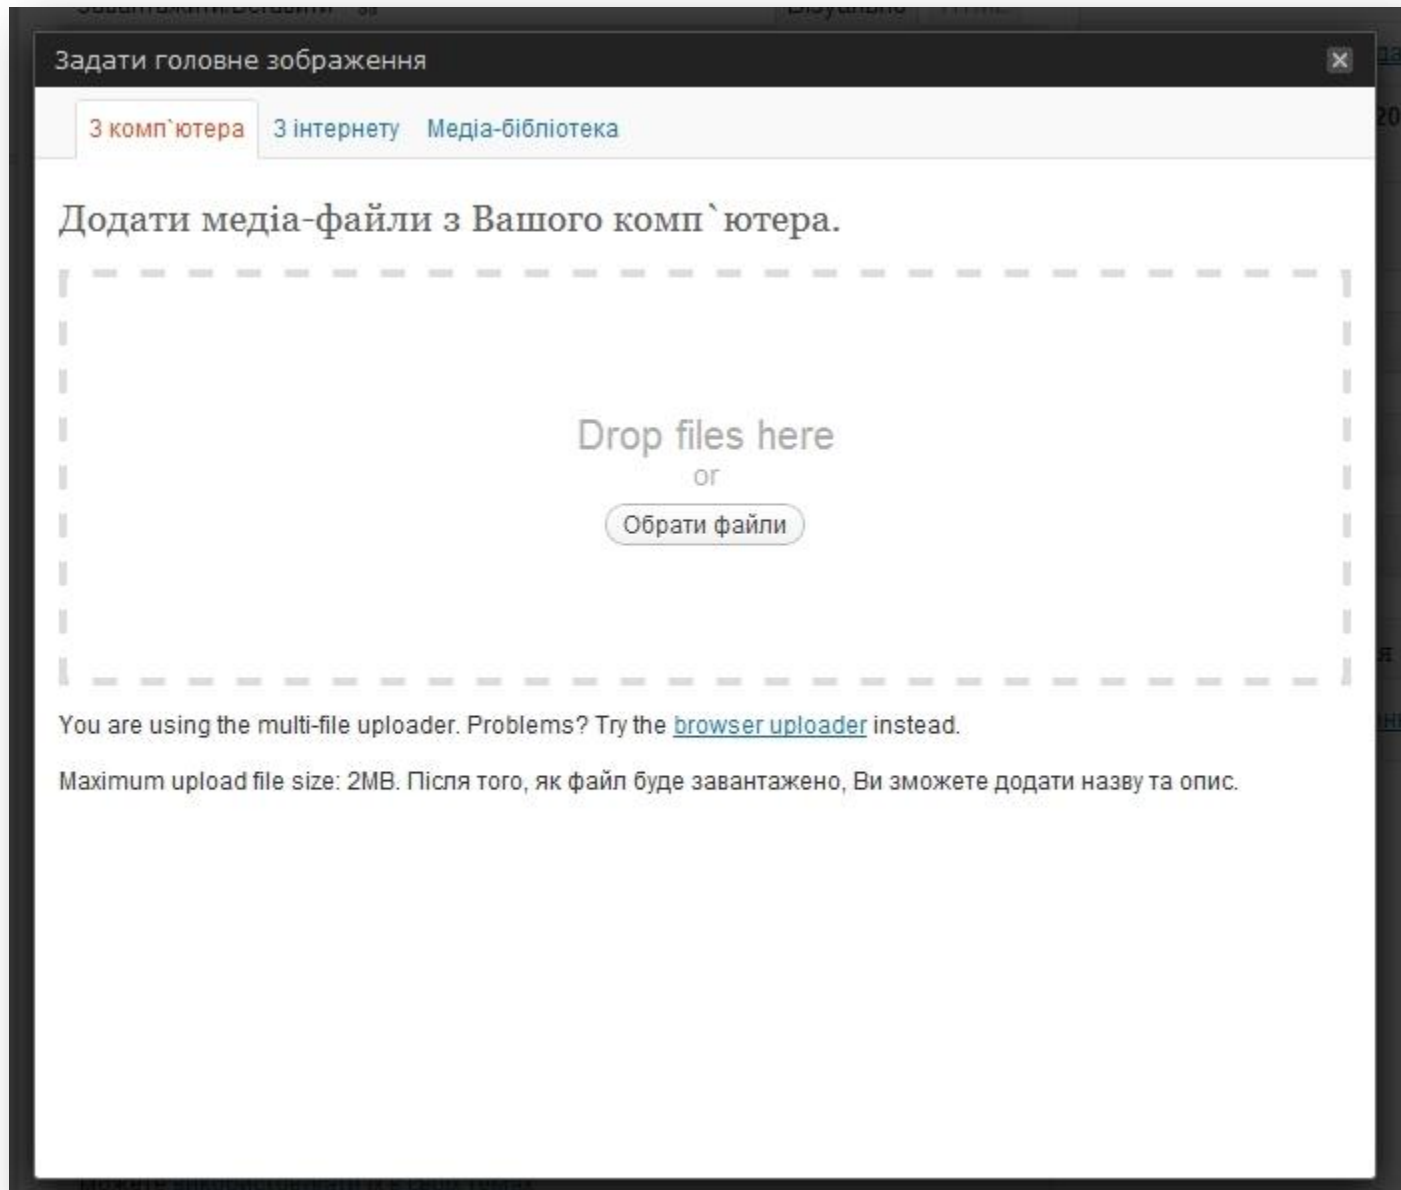 Візуально HTML
Задати головне зображення
З комп`ютера З інтернету Медіа-бібліотека
Додати медіа-файли з Вашого комп`ютера.
Drop files here
or
Обрати файли
You are using the multi-file uploader. Problems? Try the browser uploader instead.
Maximum upload file size: 2MB. Після того, як файл буде завантажено, Ви зможете додати назву та опис.